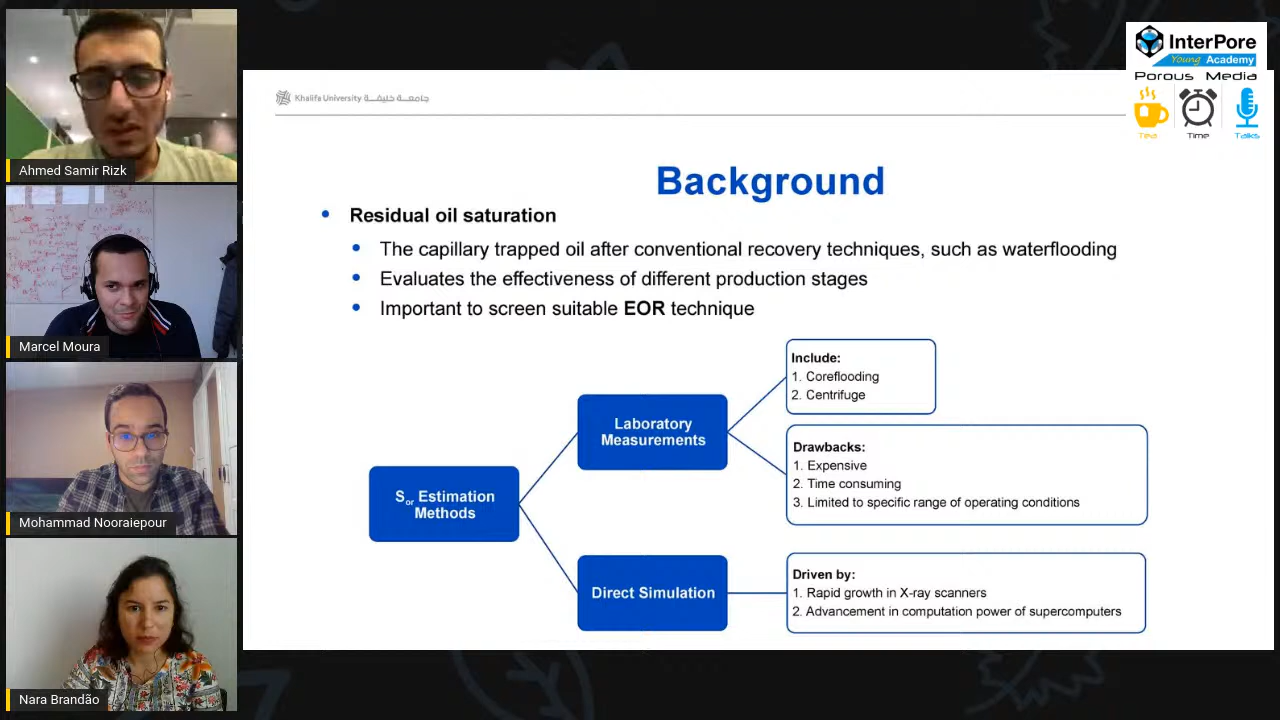 Ahmed Samir Rizk
Marcel Moura
Mohammad Nooraiepour
Nara Brandão
InterPore
Young Academy
Porous Media
Tea Time Talks
Khalifa University جامعة خليفة
Background
Residual oil saturation
The capillary trapped oil after conventional recovery techniques, such as waterflooding
Evaluates the effectiveness of different production stages
Important to screen suitable EOR technique
Sor Estimation
Methods
Laboratory
Measurements
Include:
1. Coreflooding
2. Centrifuge
Drawbacks:
1. Expensive
2. Time consuming
3. Limited to specific range of operating conditions
Direct Simulation
Driven by:
1. Rapid growth in X-ray scanners
2. Advancement in computation power of supercomputers